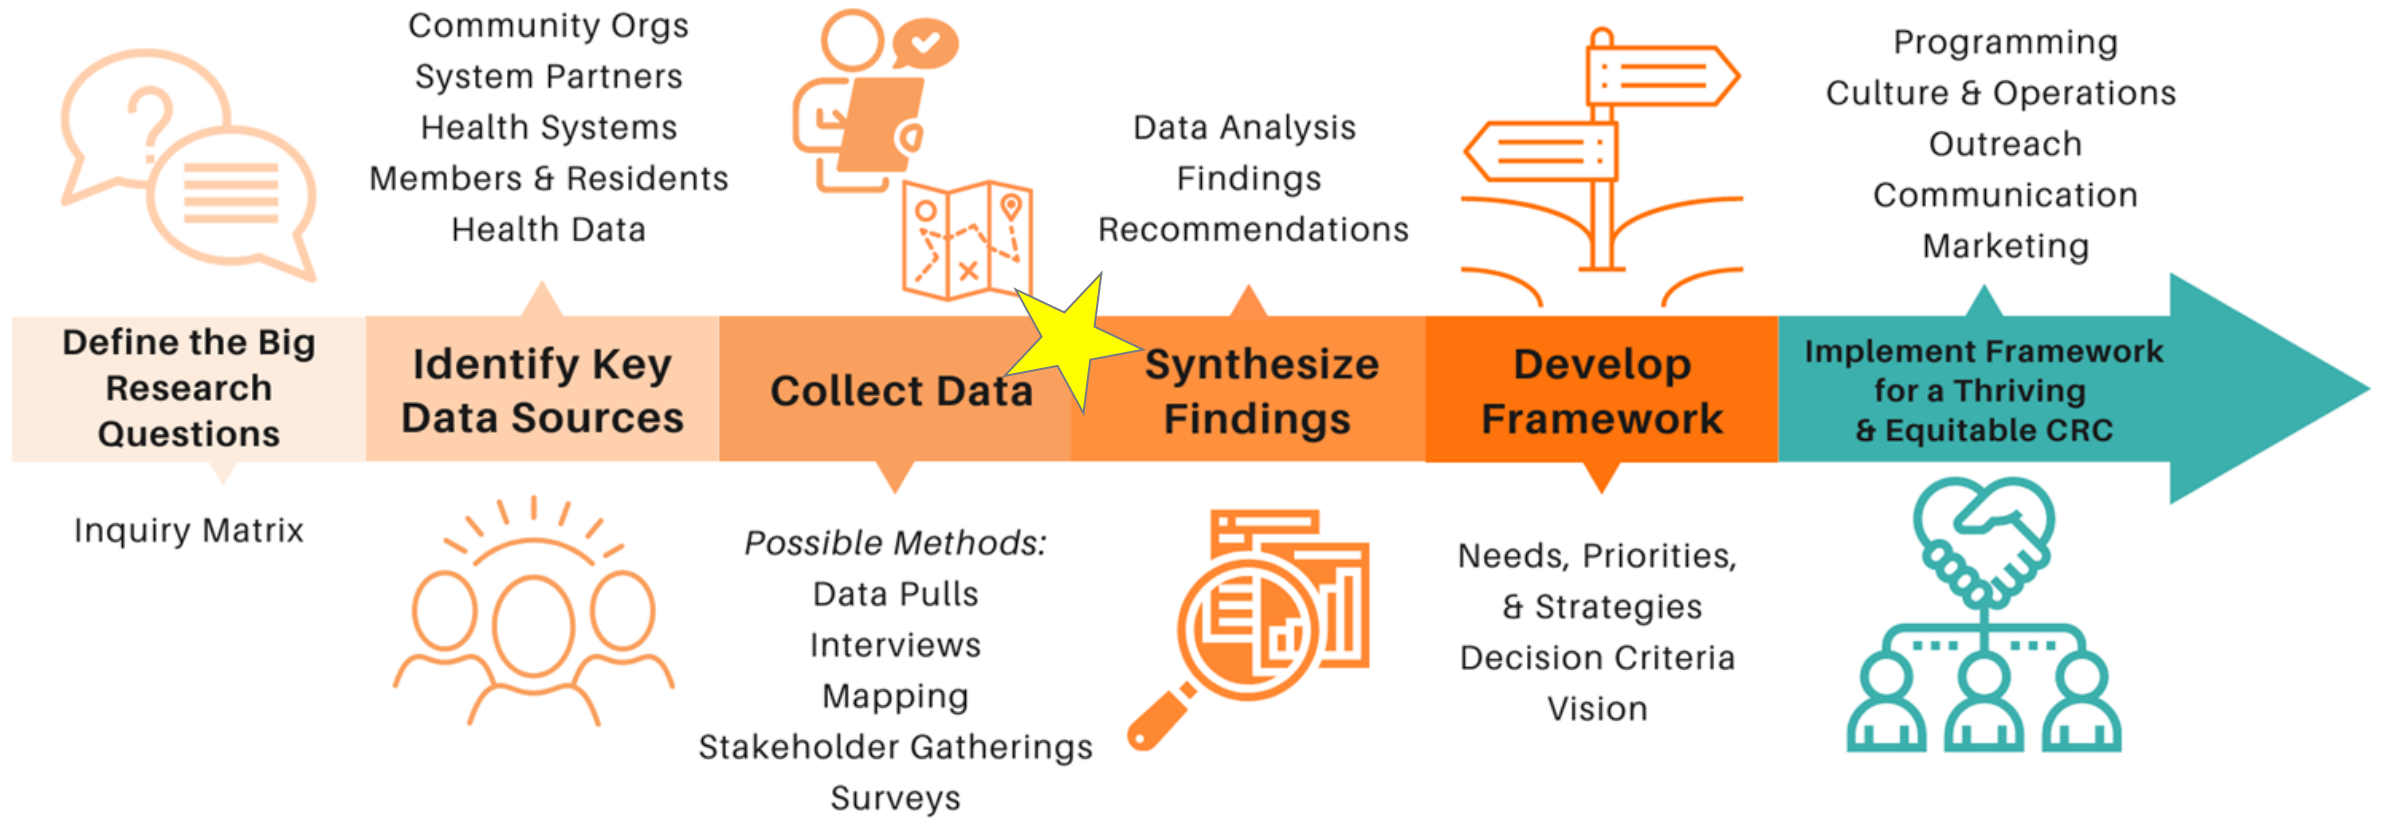 Define the Big
Research
Questions
Inquiry Matrix
Community Orgs
System Partners
Health Systems
Members & Residents
Health Data
Identify Key
Data Sources
Collect Data
Possible Methods:
Data Pulls
Interviews
Mapping
Stakeholder Gatherings
Surveys
Data Analysis
Findings
Recommendations
Synthesize
Findings
Develop
Framework
Needs, Priorities,
& Strategies
Decision Criteria
Vision
Programming
Culture & Operations
Outreach
Communication
Marketing
Implement Framework
for a Thriving
& Equitable CRC